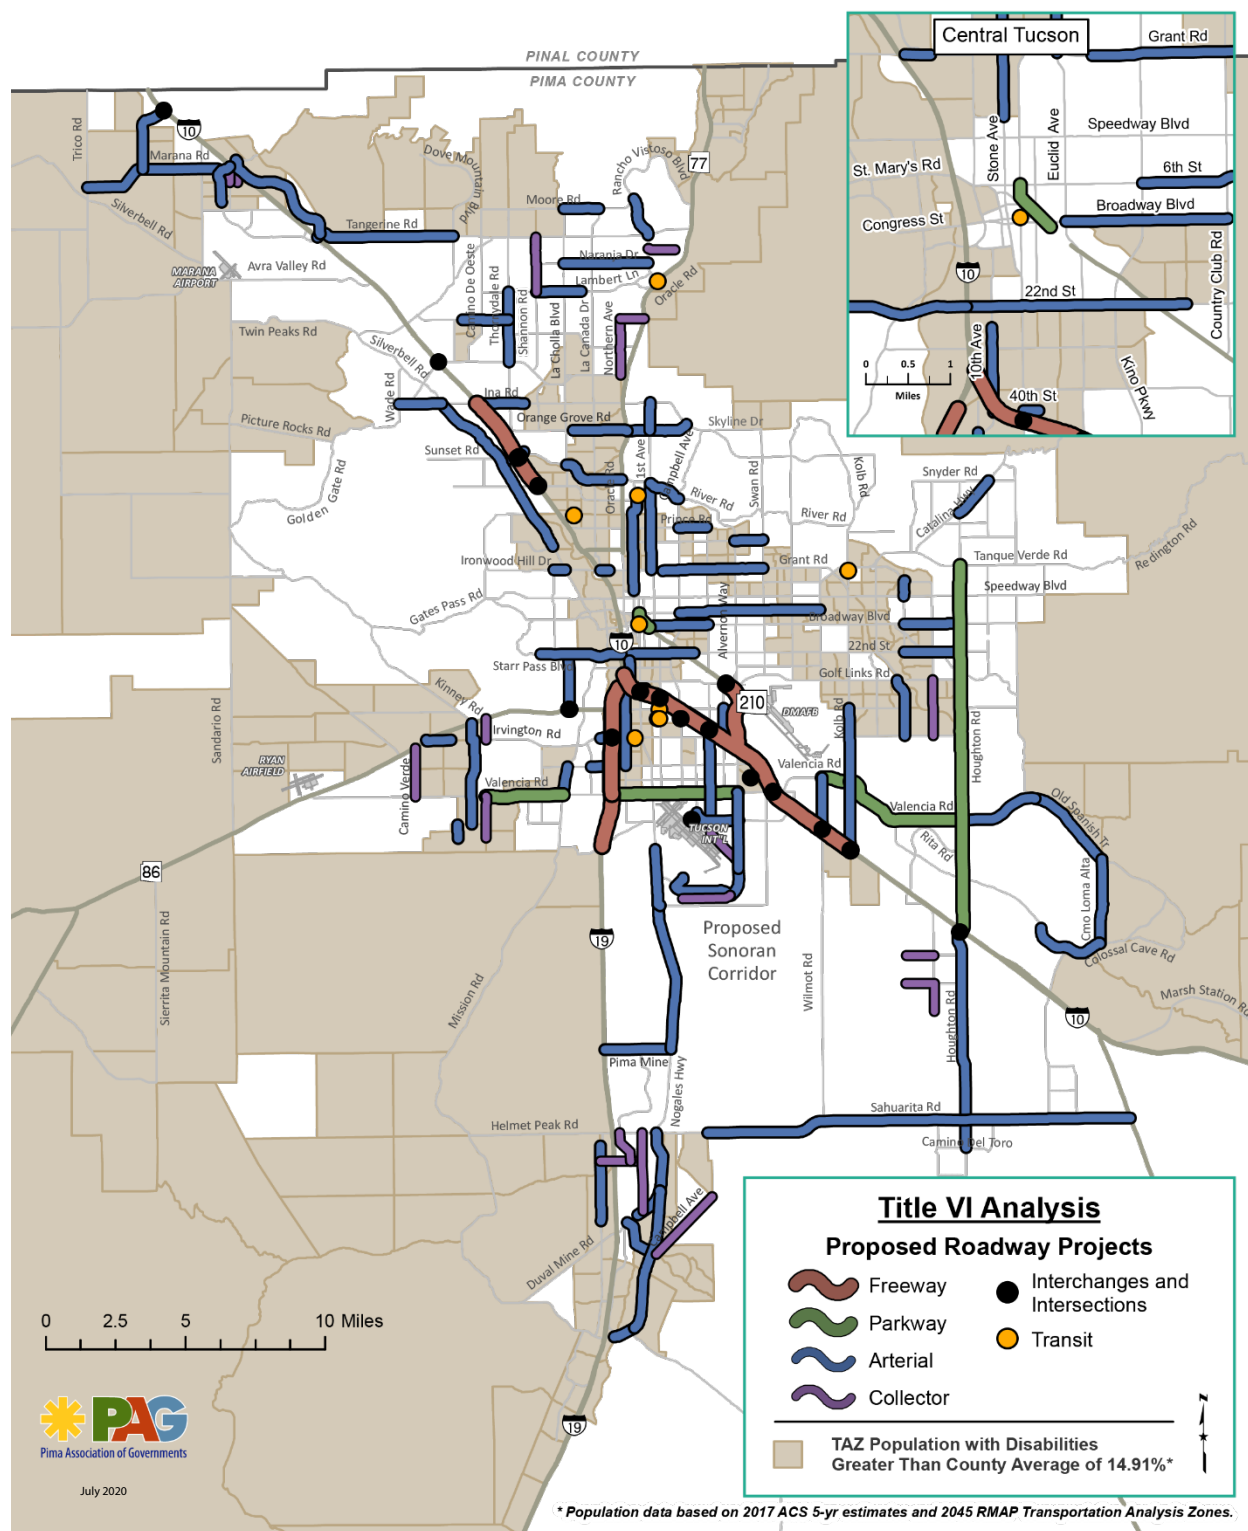 PINAL COUNTY
PIMA COUNTY
Central Tucson
Grant Rd
Stone Ave
Euclid Ave
Speedway Blvd
St. Mary's Rd
6th St
Congress St
Broadway Blvd
Country Club Rd
10
22nd St
10th Ave
Kino Pkwy
40th St
0 0.5 1
Miles
Trico Rd
10
Marana Rd
Silverbell Rd
Tangerine Rd
Dove Mountain Blvd
Rancho Vistoso Blvd
77
Moore Rd
MARANA
AIRPORT
Avra Valley Rd
Camino De Oeste
Thornydale Rd
Shannon Rd
Naranja Dr
Lambert Ln
Oracle Rd
La Cholla Blvd
La Canada Dr
Northern Ave
Twin Peaks Rd
Silverbell Rd
Wade Rd
Ina Rd
Orange Grove Rd
Skyline Dr
Picture Rocks Rd
Sunset Rd
Golden Gate Rd
Oracle Rd
1st Ave
Campbell Ave
River Rd
Swan Rd
Kolb Rd
River Rd
Prince Rd
Snyder Rd
Catalina Hwy
Tanque Verde Rd
Redington Rd
Speedway Blvd
Ironwood Hill Dr
Grant Rd
Gates Pass Rd
Alvernon Way
Broadway Blvd
22nd St
10
Starr Pass Blvd
Golf Links Rd
Kinney Rd
Sandario Rd
Irvington Rd
210
DMAFB
Kolb Rd
Houghton Rd
RYAN
AIRFIELD
Camino Verde
Valencia Rd
Valencia Rd
Valencia Rd
Old Spanish Tr
TUCSON
INT'L
Rita Rd
Cmo Loma Alta
86
Sierrita Mountain Rd
Mission Rd
19
Proposed
Sonoran
Corridor
Wilmot Rd
Colossal Cave Rd
Marsh Station Rd
10
Houghton Rd
Pima Mine
Nogales Hwy
Sahuarita Rd
Helmet Peak Rd
Camino Del Toro
Campbell Ave
Duval Mine Rd
19
0 2.5 5 10 Miles
PAG
Pima Association of Governments
July 2020
Title VI Analysis
Proposed Roadway Projects
Freeway
Parkway
Arterial
Collector
Interchanges and
Intersections
Transit
N
TAZ Population with Disabilities
Greater Than County Average of 14.91%*
* Population data based on 2017 ACS 5-yr estimates and 2045 RMAP Transportation Analysis Zones.